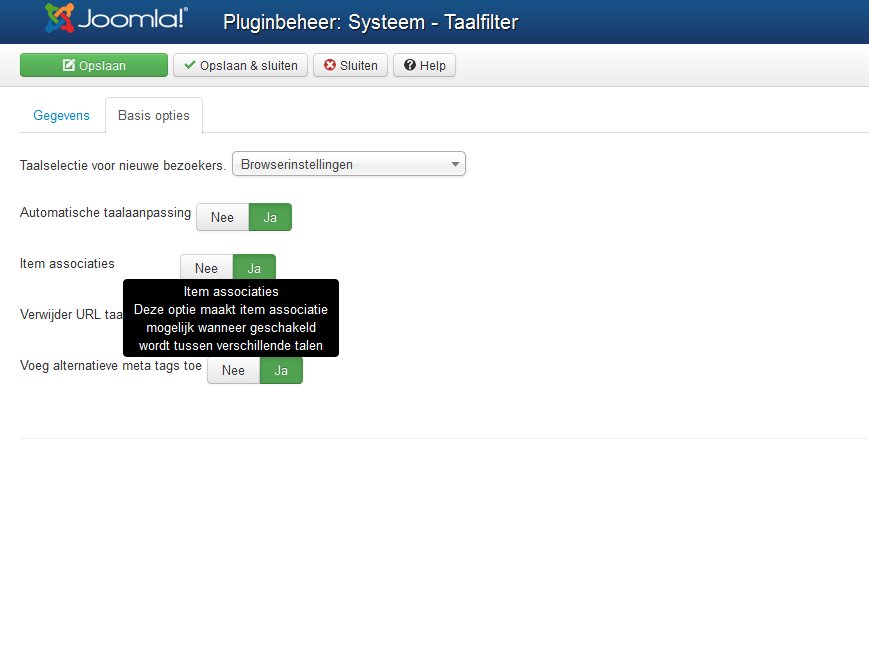 Joomla!® Pluginbeheer: Systeem - Taalfilter
Opslaan Opslaan & sluiten Sluiten Help
Gegevens Basis opties
Taalselectie voor nieuwe bezoekers. Browserinstellingen
Automatische taalaanpassing Nee Ja
Item associaties Nee Ja
Item associaties
Deze optie maakt item associatie
mogelijk wanneer geschakeld
wordt tussen verschillende talen
Verwijder URL
Voeg alternatieve meta tags toe Nee Ja